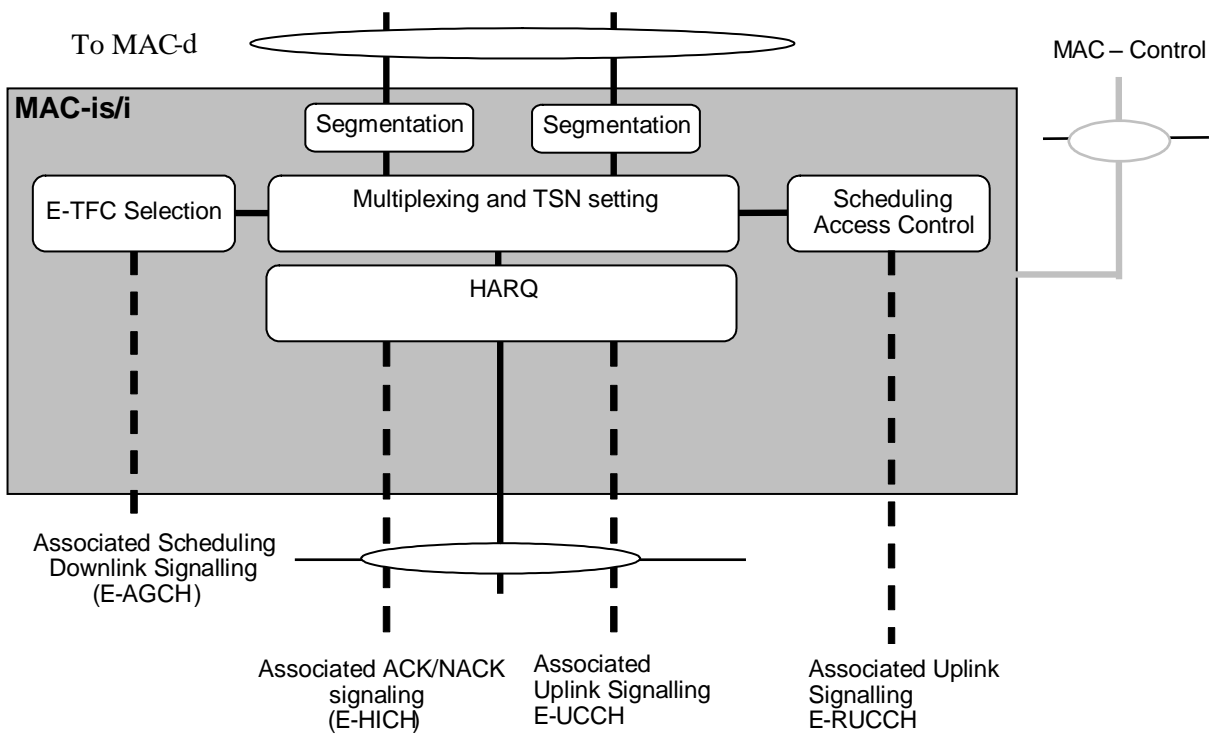 To MAC-d
MAC – Control
MAC-is/i
Segmentation
Segmentation
E-TFC Selection
Multiplexing and TSN setting
Scheduling
Access Control
HARQ
Associated Scheduling
Downlink Signalling
(E-AGCH)
Associated ACK/NACK
signaling
(E-HICH)
Associated
Uplink Signalling
E-UCCH
Associated Uplink
Signalling
E-RUCCH